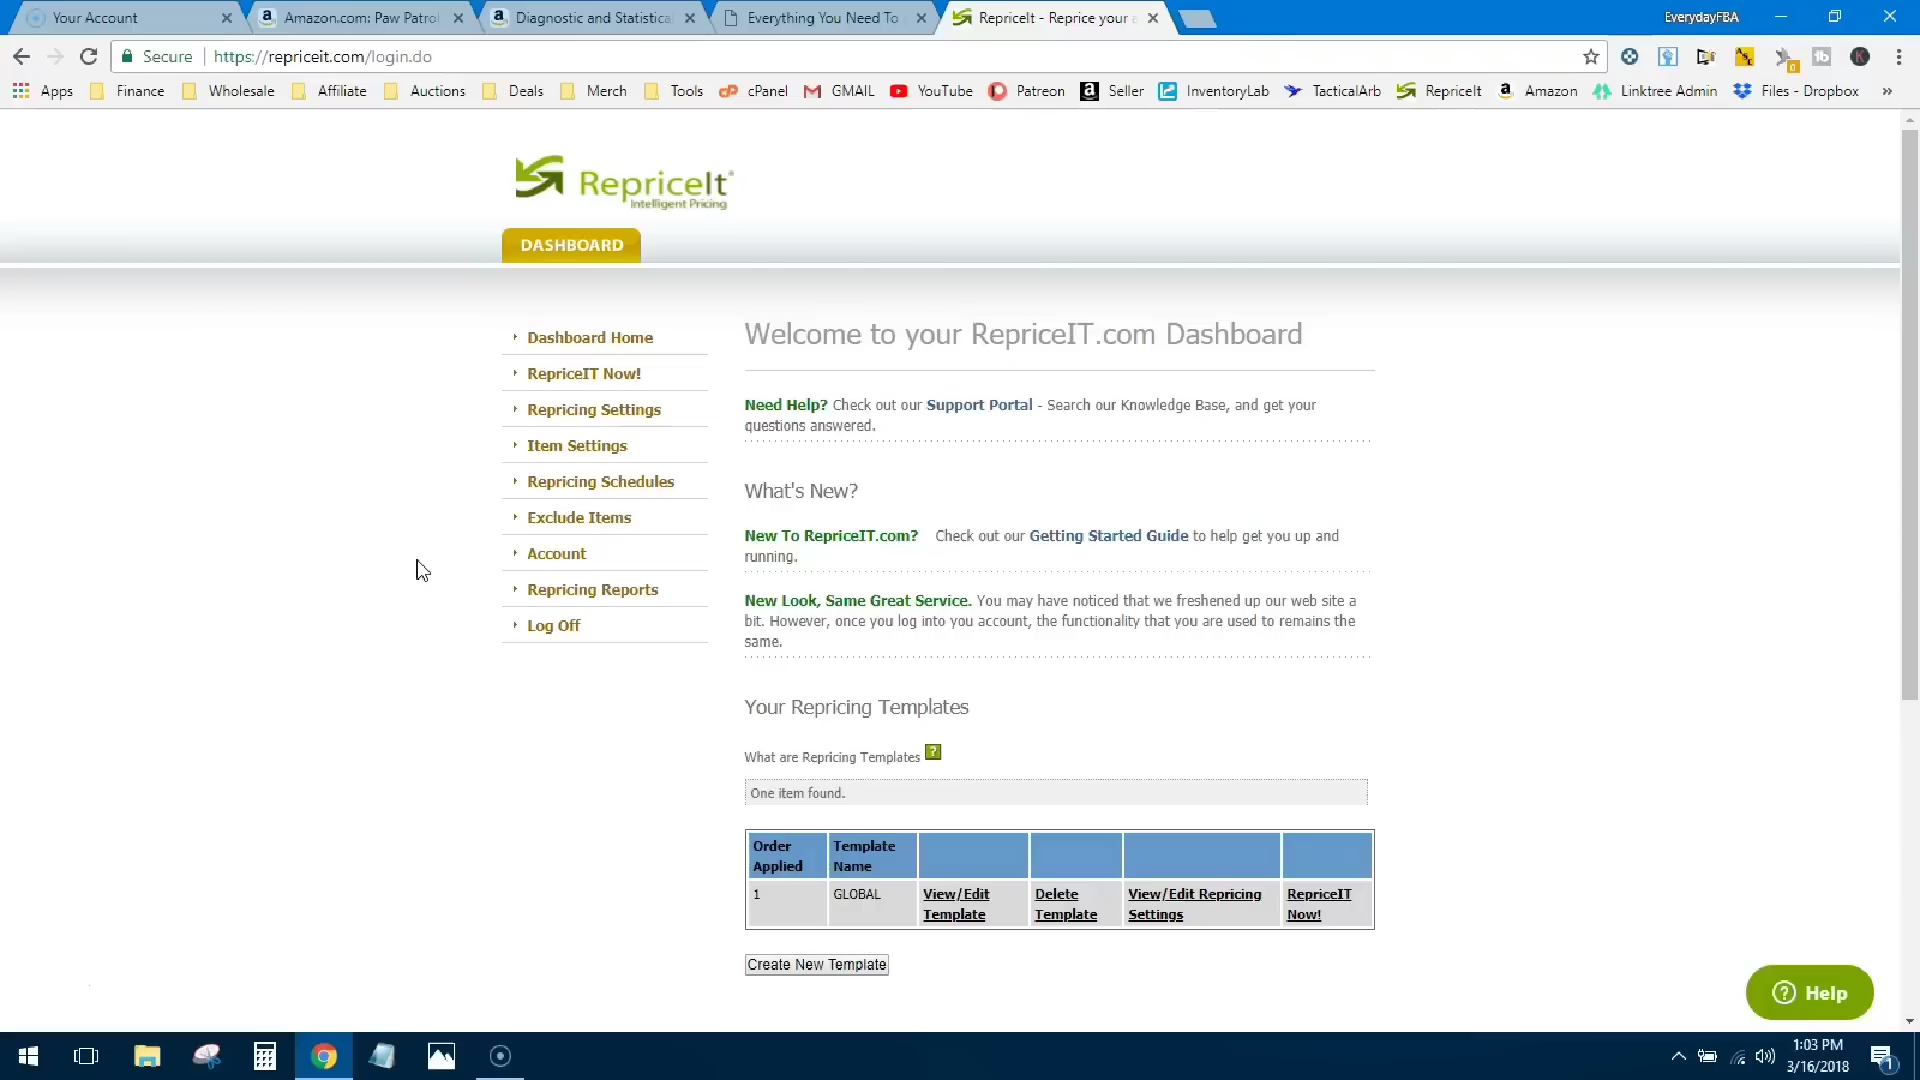 Your Account
Amazon.com: Paw Patrol
Diagnostic and Statistica
Everything You Need To
RepriceIt - Reprice your a
EverydayFBA
Secure
https://repriceit.com/login.do
Apps
Finance
Wholesale
Affiliate
Auctions
Deals
Merch
Tools
cPanel
GMAIL
YouTube
Patreon
Seller
InventoryLab
TacticalArb
RepriceIt
Amazon
Linktree Admin
Files - Dropbox
»
RepriceIt®
Intelligent Pricing
DASHBOARD
Dashboard Home
RepriceIT Now!
Repricing Settings
Item Settings
Repricing Schedules
Exclude Items
Account
Repricing Reports
Log Off
Welcome to your RepriceIT.com Dashboard
Need Help? Check out our Support Portal - Search our Knowledge Base, and get your
questions answered.
What's New?
New To RepriceIT.com? Check out our Getting Started Guide to help get you up and
running.
New Look, Same Great Service. You may have noticed that we freshened up our web site a
bit. However, once you log into you account, the functionality that you are used to remains the
same.
Your Repricing Templates
What are Repricing Templates ?
One item found.
Order
Applied
Template
Name
1
GLOBAL
View/Edit
Template
Delete
Template
View/Edit Repricing
Settings
RepriceIT
Now!
Create New Template
? Help
1:03 PM
3/16/2018
1